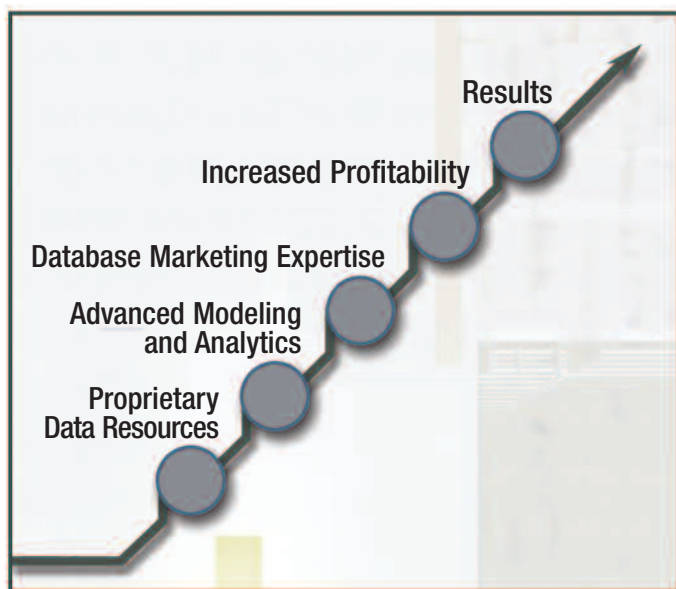 Results
Increased Profitability
Database Marketing Expertise
Advanced Modeling
and Analytics
Proprietary
Data Resources